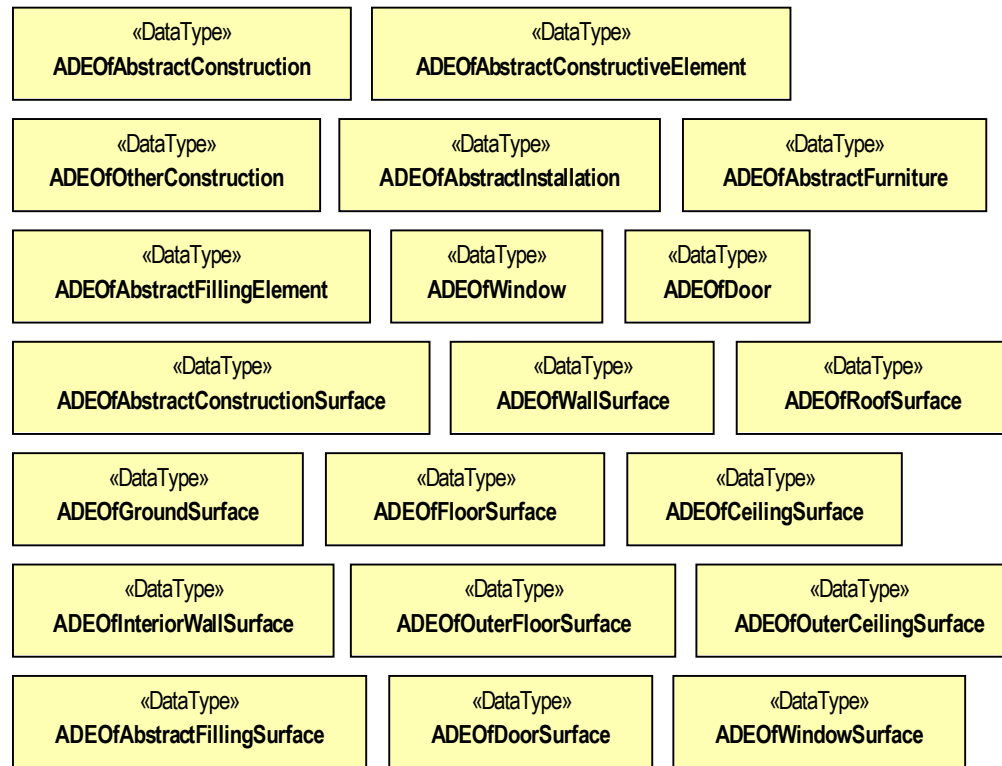 «DataType» «DataType»
ADEOfAbstractConstruction ADEOfAbstractConstructiveElement
«DataType» «DataType» «DataType»
ADEOfOtherConstruction ADEOfAbstractInstallation ADEOfAbstractFurniture
«DataType» «DataType» «DataType»
ADEOfAbstractFillingElement ADEOfWindow ADEOfDoor
«DataType» «DataType» «DataType»
ADEOfAbstractConstructionSurface ADEOfWallSurface ADEOfRoofSurface
«DataType» «DataType» «DataType»
ADEOfGroundSurface ADEOfFloorSurface ADEOfCeilingSurface
«DataType» «DataType» «DataType»
ADEOfInteriorWallSurface ADEOfOuterFloorSurface ADEOfOuterCeilingSurface
«DataType» «DataType» «DataType»
ADEOfAbstractFillingSurface ADEOfDoorSurface ADEOfWindowSurface